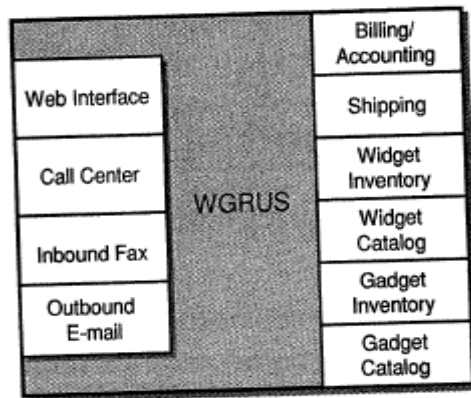 Web Interface
Call Center
Inbound Fax
Outbound
E-mail
WGRUS
Billing/
Accounting
Shipping
Widget
Inventory
Widget
Catalog
Gadget
Inventory
Gadget
Catalog